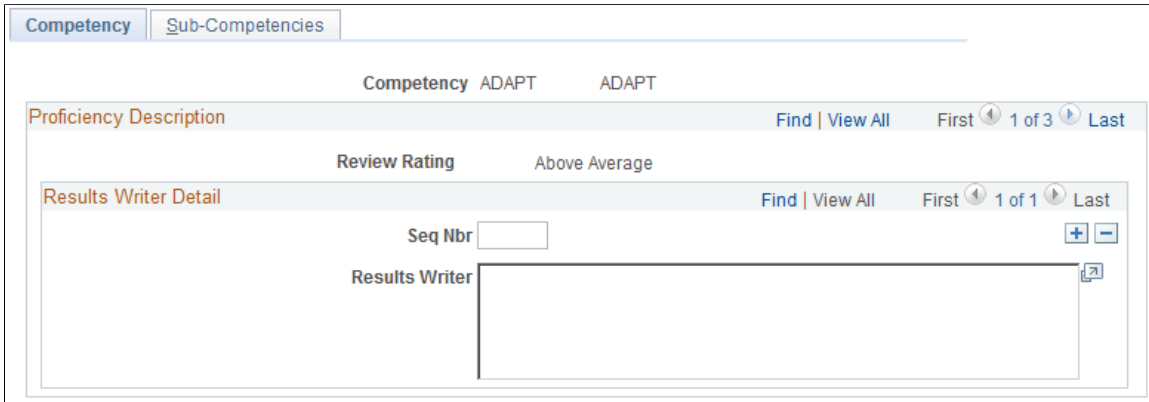 Competency Sub-Competencies
Competency ADAPT ADAPT
Proficiency Description Find | View All First 1 of 3 Last
Review Rating Above Average
Results Writer Detail Find | View All First 1 of 1 Last
Seq Nbr
Results Writer